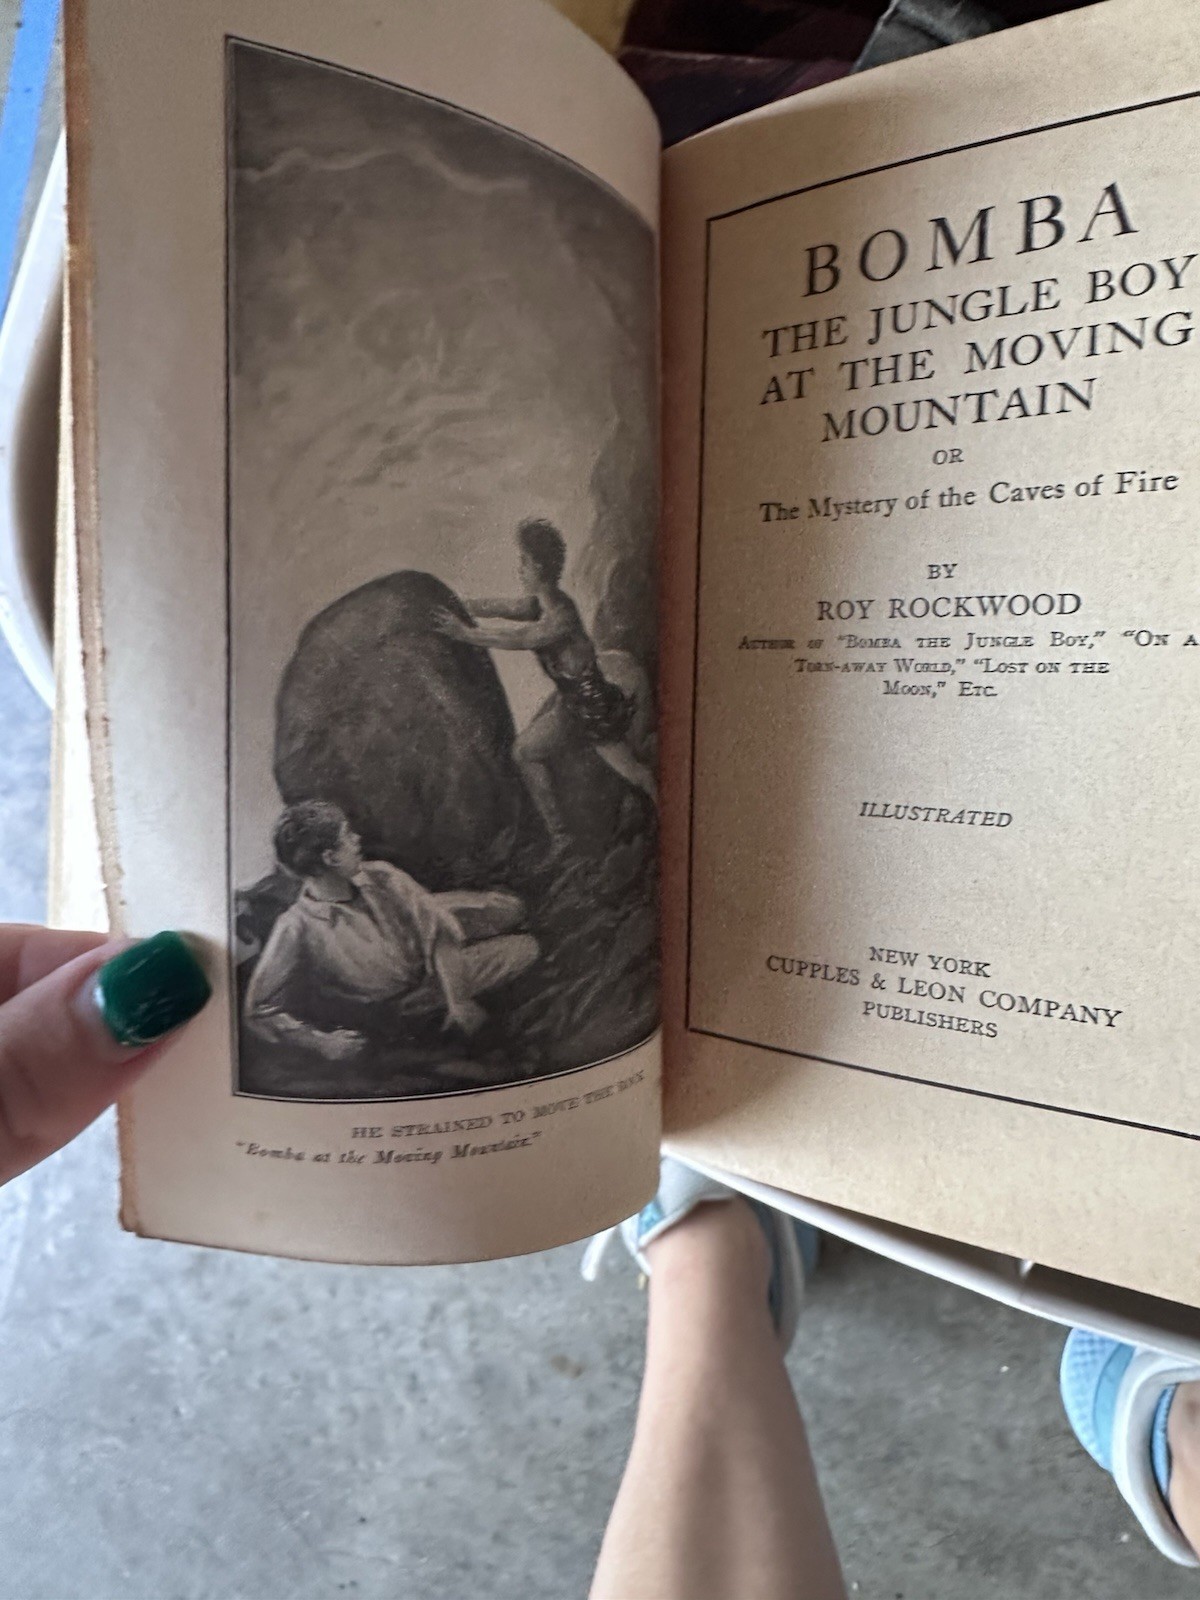 HE STRAINED TO MOVE THE ROCK
"Bomba at the Moving Mountain."
BOMBA
THE JUNGLE BOY
AT THE MOVING
MOUNTAIN
OR
The Mystery of the Caves of Fire
BY
ROY ROCKWOOD
AUTHOR OF "BOMBA THE JUNGLE BOY," "ON A
TORN-AWAY WORLD," "LOST ON THE
MOON," ETC.
ILLUSTRATED
NEW YORK
CUPPLES & LEON COMPANY
PUBLISHERS